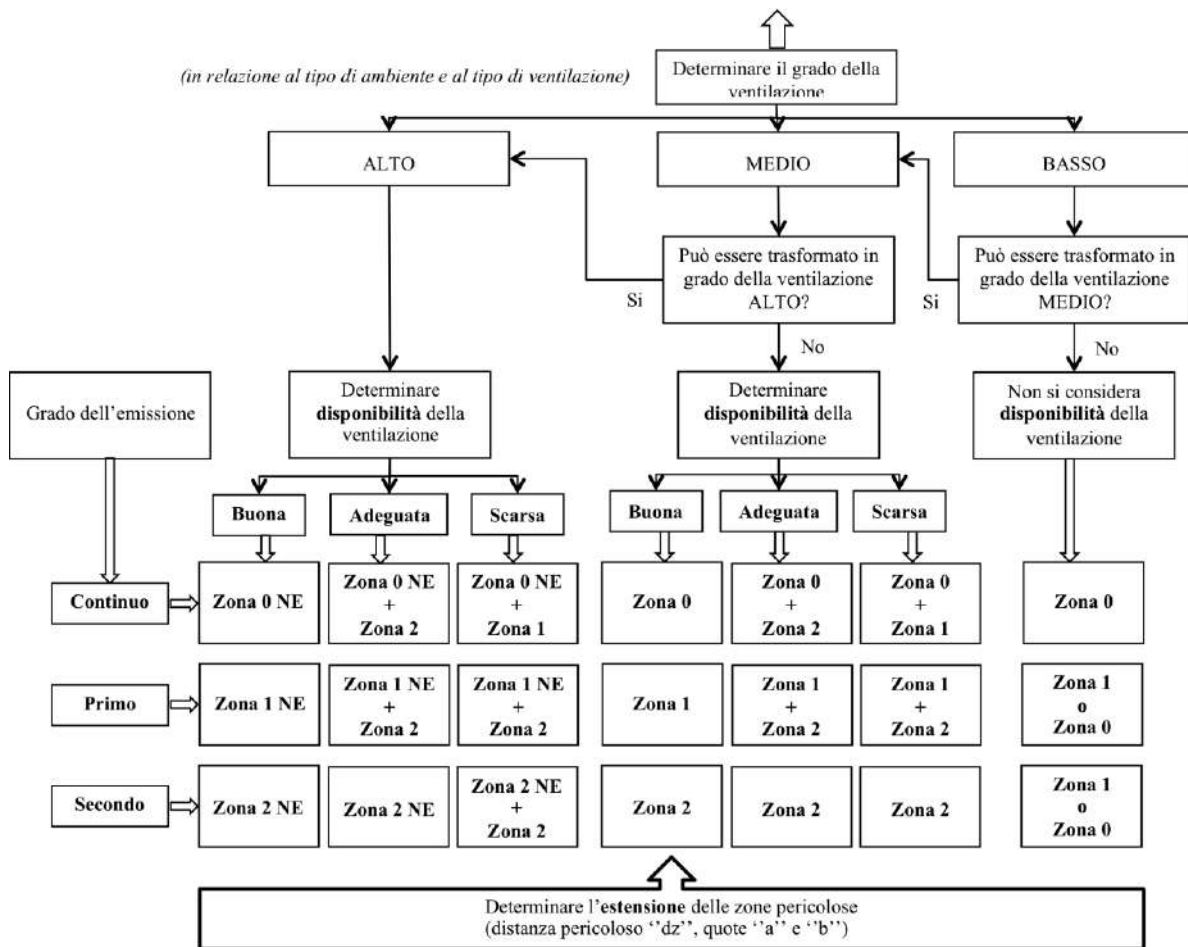 (in relazione al tipo di ambiente e al tipo di ventilazione)
Determinare il grado della
ventilazione
ALTO
MEDIO
BASSO
Può essere trasformato in
grado della ventilazione
ALTO?
Si
No
Può essere trasformato in
grado della ventilazione
MEDIO?
Si
No
Grado dell'emissione
Determinare
disponibilità della
ventilazione
Determinare
disponibilità della
ventilazione
Non si considera
disponibilità della
ventilazione
Buona
Adeguata
Scarsa
Buona
Adeguata
Scarsa
Continuo
Zona 0 NE
Zona 0 NE
+
Zona 2
Zona 0 NE
+
Zona 1
Zona 0
Zona 0
+
Zona 2
Zona 0
+
Zona 1
Zona 0
Primo
Zona 1 NE
Zona 1 NE
+
Zona 2
Zona 1 NE
+
Zona 2
Zona 1
Zona 1
+
Zona 2
Zona 1
+
Zona 2
Zona 1
o
Zona 0
Secondo
Zona 2 NE
Zona 2 NE
Zona 2 NE
+
Zona 2
Zona 2
Zona 2
Zona 2
Zona 1
o
Zona 0
Determinare l'estensione delle zone pericolose
(distanza pericoloso ''dz'', quote ''a'' e ''b'')